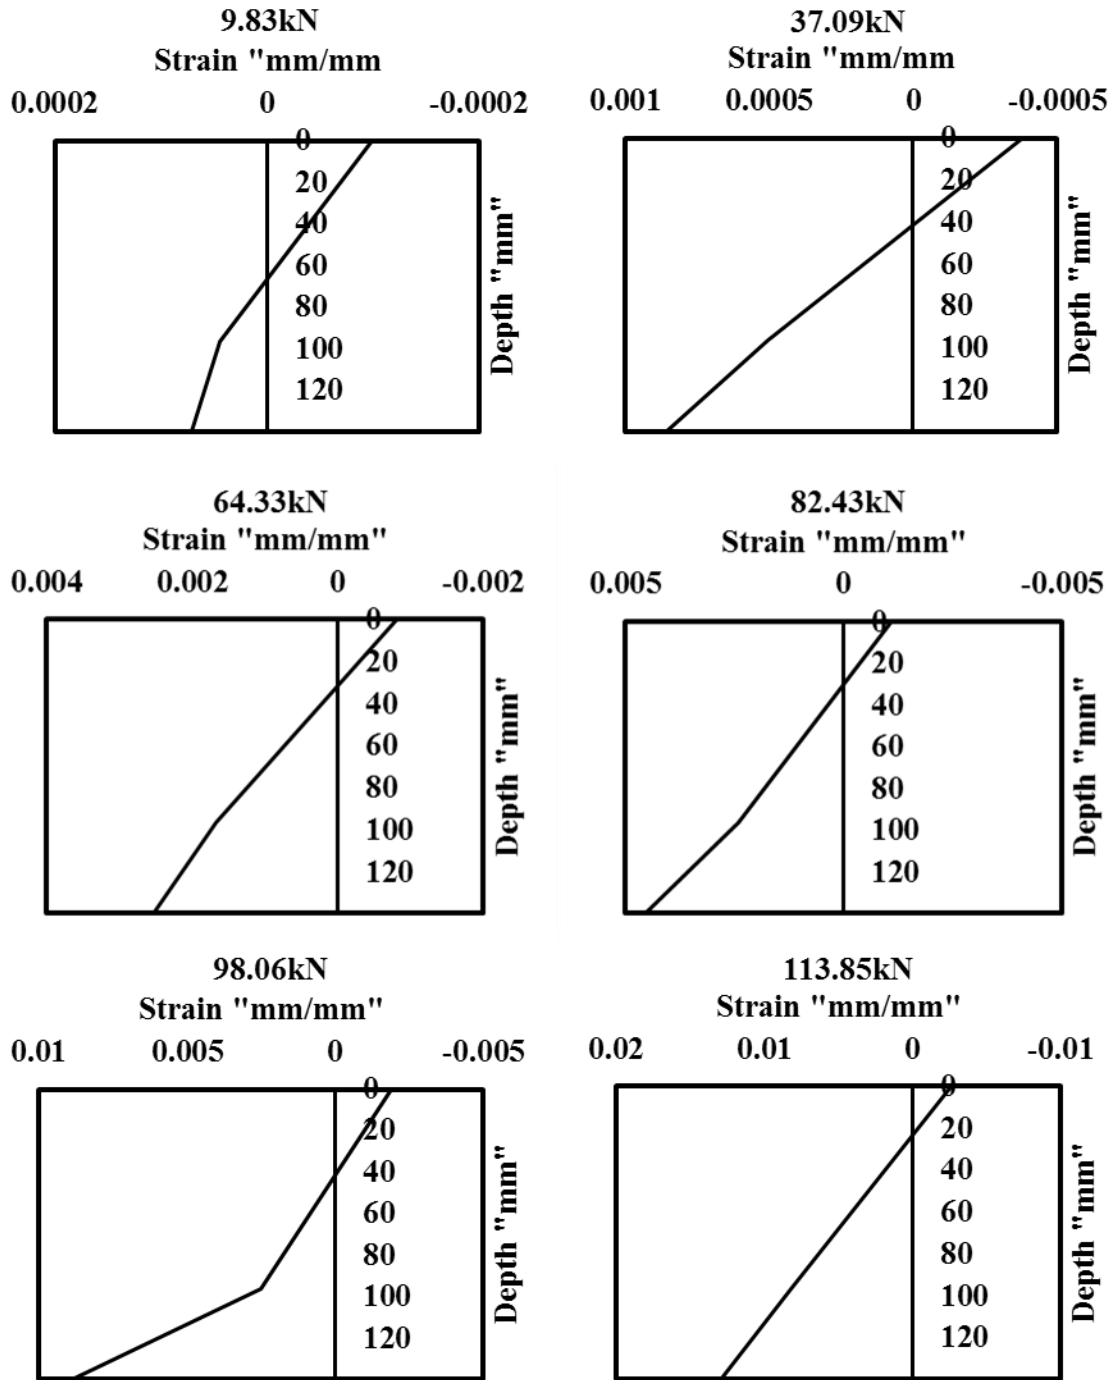 9.83kN
Strain "mm/mm
0.0002 0 -0.0002
0
20
40
60
80
100
120
Depth "mm"
37.09kN
Strain "mm/mm
0.001 0.0005 0 -0.0005
0
20
40
60
80
100
120
Depth "mm"
64.33kN
Strain "mm/mm"
0.004 0.002 0 -0.002
0
20
40
60
80
100
120
Depth "mm"
82.43kN
Strain "mm/mm"
0.005 0 -0.005
0
20
40
60
80
100
120
Depth "mm"
98.06kN
Strain "mm/mm"
0.01 0.005 0 -0.005
0
20
40
60
80
100
120
Depth "mm"
113.85kN
Strain "mm/mm"
0.02 0.01 0 -0.01
0
20
40
60
80
100
120
Depth "mm"